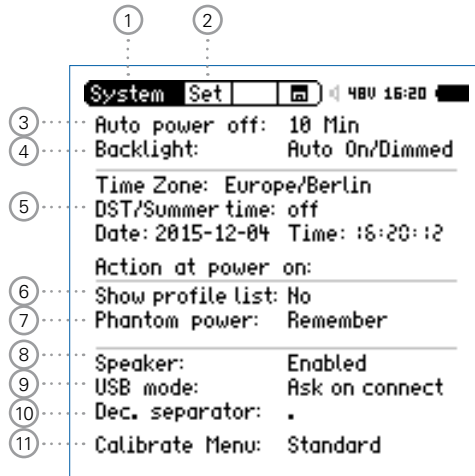 1 2
System Set 48V 16:20
3 Auto power off: 10 Min
4 Backlight: Auto On/Dimmed
Time Zone: Europe/Berlin
5 DST/Summer time: off
Date: 2015-12-04 Time: 16:20:12
Action at power on:
6 Show profile list: No
7 Phantom power: Remember
8 Speaker: Enabled
9 USB mode: Ask on connect
10 Dec. separator: .
11 Calibrate Menu: Standard